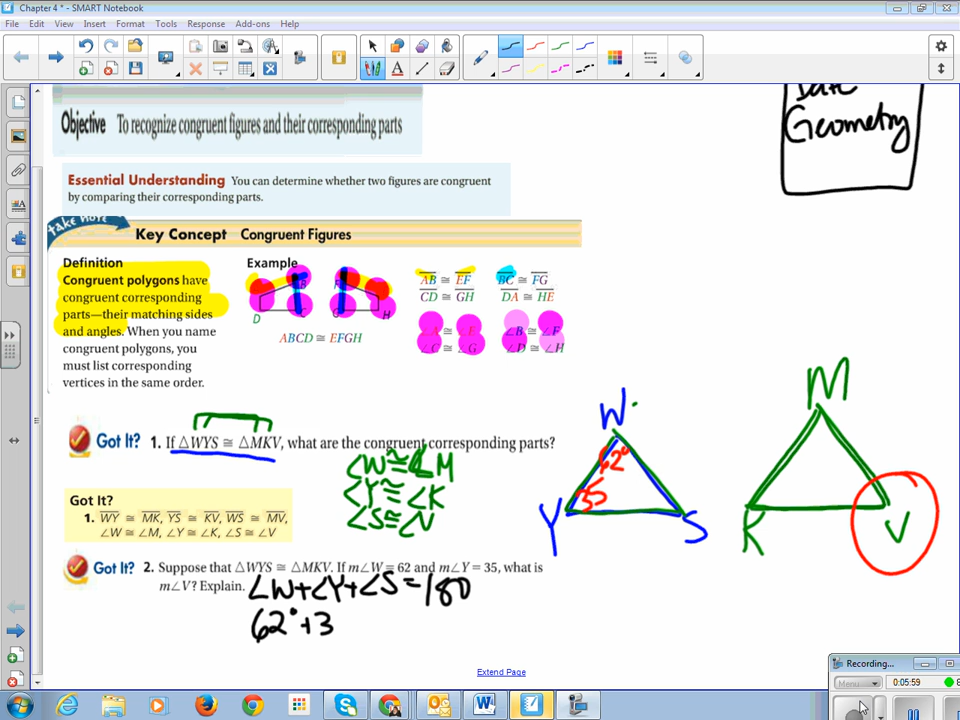 Chapter 4 * - SMART Notebook
File Edit View Insert Format Tools Response Add-ons Help
Geometry
Objective To recognize congruent figures and their corresponding parts
Essential Understanding You can determine whether two figures are congruent
by comparing their corresponding parts.
take note
Key Concept Congruent Figures
Definition
Congruent polygons have
congruent corresponding
parts—their matching sides
and angles. When you name
congruent polygons, you
must list corresponding
vertices in the same order.
Example
D H
ABCD ≅ EFGH
AB ≅ EF BC ≅ FG
CD ≅ GH DA ≅ HE
∠A ≅ ∠E ∠B ≅ ∠F
∠C ≅ ∠G ∠D ≅ ∠H
Got It? 1. If △WYS ≅ △MKV, what are the congruent corresponding parts?
∠W ≅ ∠M
∠Y ≅ ∠K
∠S ≅ ∠V
Got It?
1. WY ≅ MK, YS ≅ KV, WS ≅ MV,
∠W ≅ ∠M, ∠Y ≅ ∠K, ∠S ≅ ∠V
W
62°
35
Y S
M
K V
Got It? 2. Suppose that △WYS ≅ △MKV. If m∠W = 62 and m∠Y = 35, what is
m∠V? Explain.
∠W+∠Y+∠S=180
62°+3
Extend Page
Recording...
Menu
0:05:59